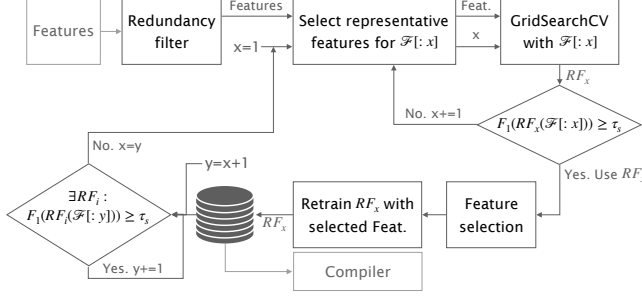 Features
Redundancy
filter
Features
x=1
Select representative
features for ℱ[: x]
Feat.
x
GridSearchCV
with ℱ[: x]
RFₓ
No. x+=1
F₁(RFₓ(ℱ[: x])) ≥ τₛ
Yes. Use RFₓ
No. x=y
y=x+1
∃RFᵢ :
F₁(RFᵢ(ℱ[: y])) ≥ τₛ
Yes. y+=1
RFₓ
Retrain RFₓ with
selected Feat.
Feature
selection
Compiler